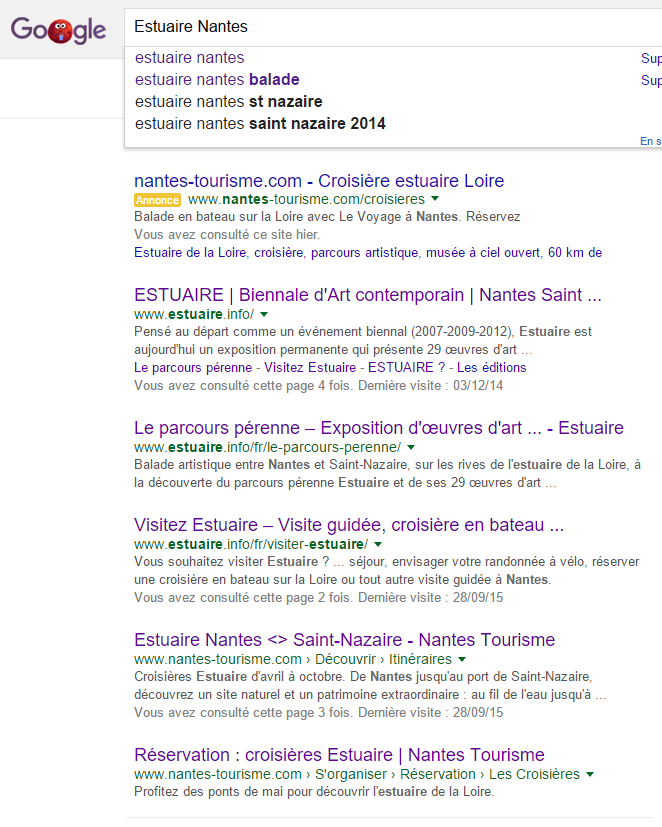 Google
Estuaire Nantes
estuaire nantes
Sup
estuaire nantes balade
Sup
estuaire nantes st nazaire
estuaire nantes saint nazaire 2014
En s
nantes-tourisme.com - Croisière estuaire Loire
Annonce www.nantes-tourisme.com/croisieres
Balade en bateau sur la Loire avec Le Voyage à Nantes. Réservez
Vous avez consulté ce site hier.
Estuaire de la Loire, croisière, parcours artistique, musée à ciel ouvert, 60 km de
ESTUAIRE | Biennale d'Art contemporain | Nantes Saint ...
www.estuaire.info/
Pensé au départ comme un événement biennal (2007-2009-2012), Estuaire est
aujourd'hui un exposition permanente qui présente 29 œuvres d'art ...
Le parcours pérenne - Visitez Estuaire - ESTUAIRE ? - Les éditions
Vous avez consulté cette page 4 fois. Dernière visite : 03/12/14
Le parcours pérenne – Exposition d'œuvres d'art ... - Estuaire
www.estuaire.info/fr/le-parcours-perenne/
Balade artistique entre Nantes et Saint-Nazaire, sur les rives de l'estuaire de la Loire, à
la découverte du parcours pérenne Estuaire et de ses 29 œuvres d'art ...
Visitez Estuaire – Visite guidée, croisière en bateau ...
www.estuaire.info/fr/visiter-estuaire/
Vous souhaitez visiter Estuaire ? ... séjour, envisager votre randonnée à vélo, réserver
une croisière en bateau sur la Loire ou tout autre visite guidée à Nantes.
Vous avez consulté cette page 2 fois. Dernière visite : 28/09/15
Estuaire Nantes <> Saint-Nazaire - Nantes Tourisme
www.nantes-tourisme.com › Découvrir › Itinéraires
Croisières Estuaire d'avril à octobre. De Nantes jusqu'au port de Saint-Nazaire,
découvrez un site naturel et un patrimoine extraordinaire : au fil de l'eau jusqu'à ...
Vous avez consulté cette page 3 fois. Dernière visite : 28/09/15
Réservation : croisières Estuaire | Nantes Tourisme
www.nantes-tourisme.com › S'organiser › Réservation › Les Croisières
Profitez des ponts de mai pour découvrir l'estuaire de la Loire.